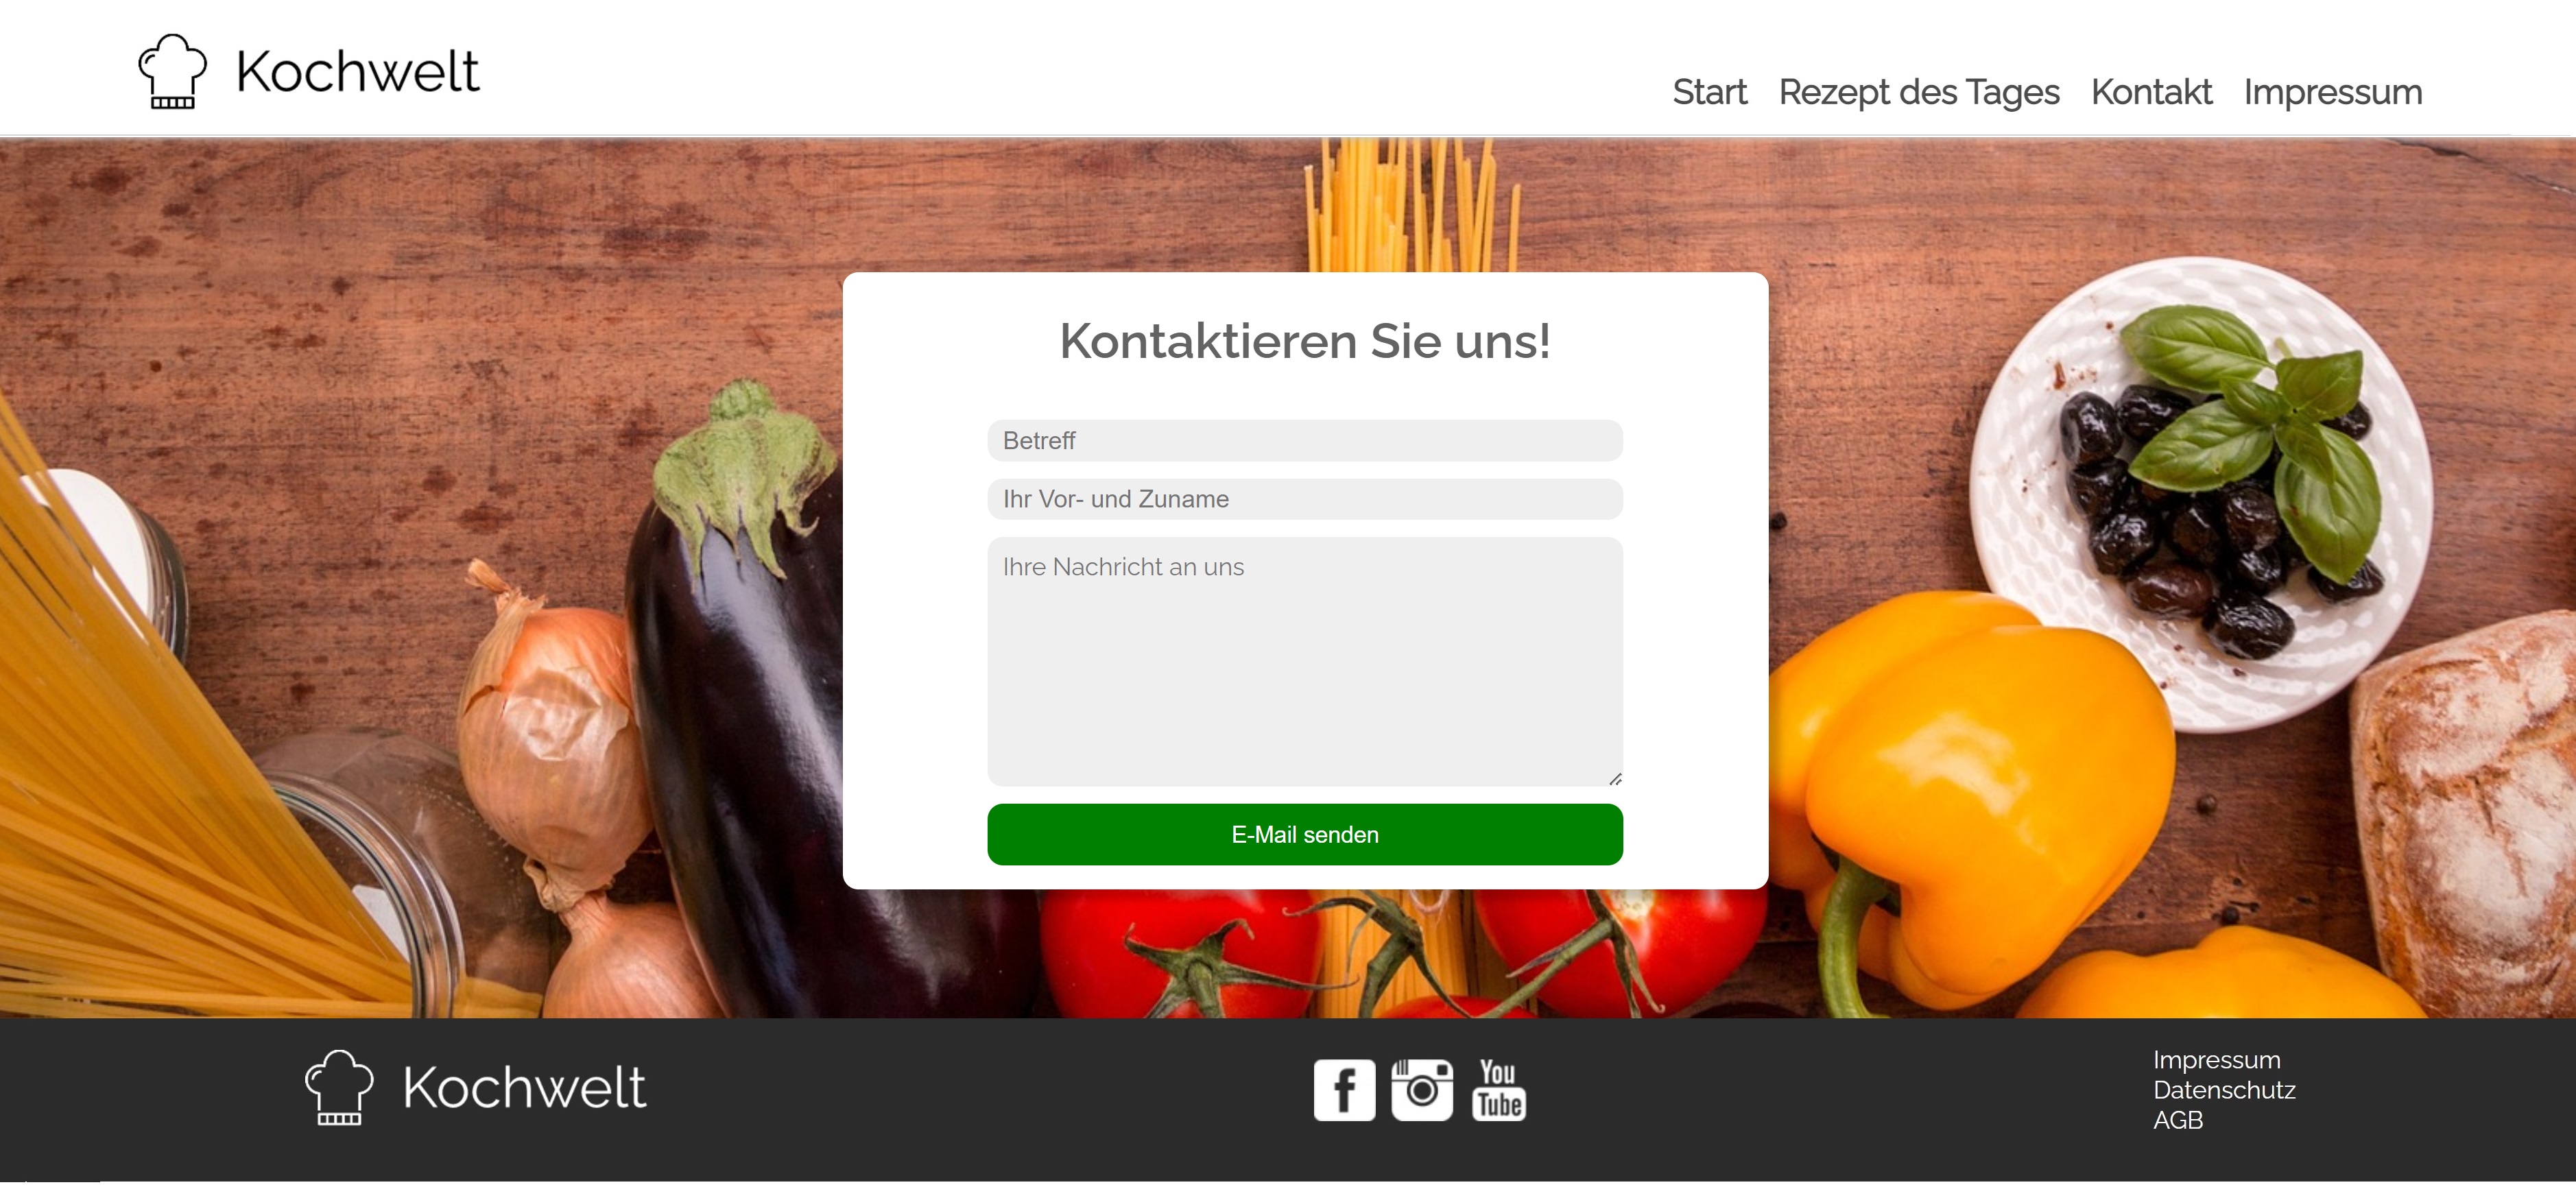 Kochwelt
Start Rezept des Tages Kontakt Impressum
Kontaktieren Sie uns!
Betreff
Ihr Vor- und Zuname
Ihre Nachricht an uns
E-Mail senden
Kochwelt
f
You
Tube
Impressum
Datenschutz
AGB